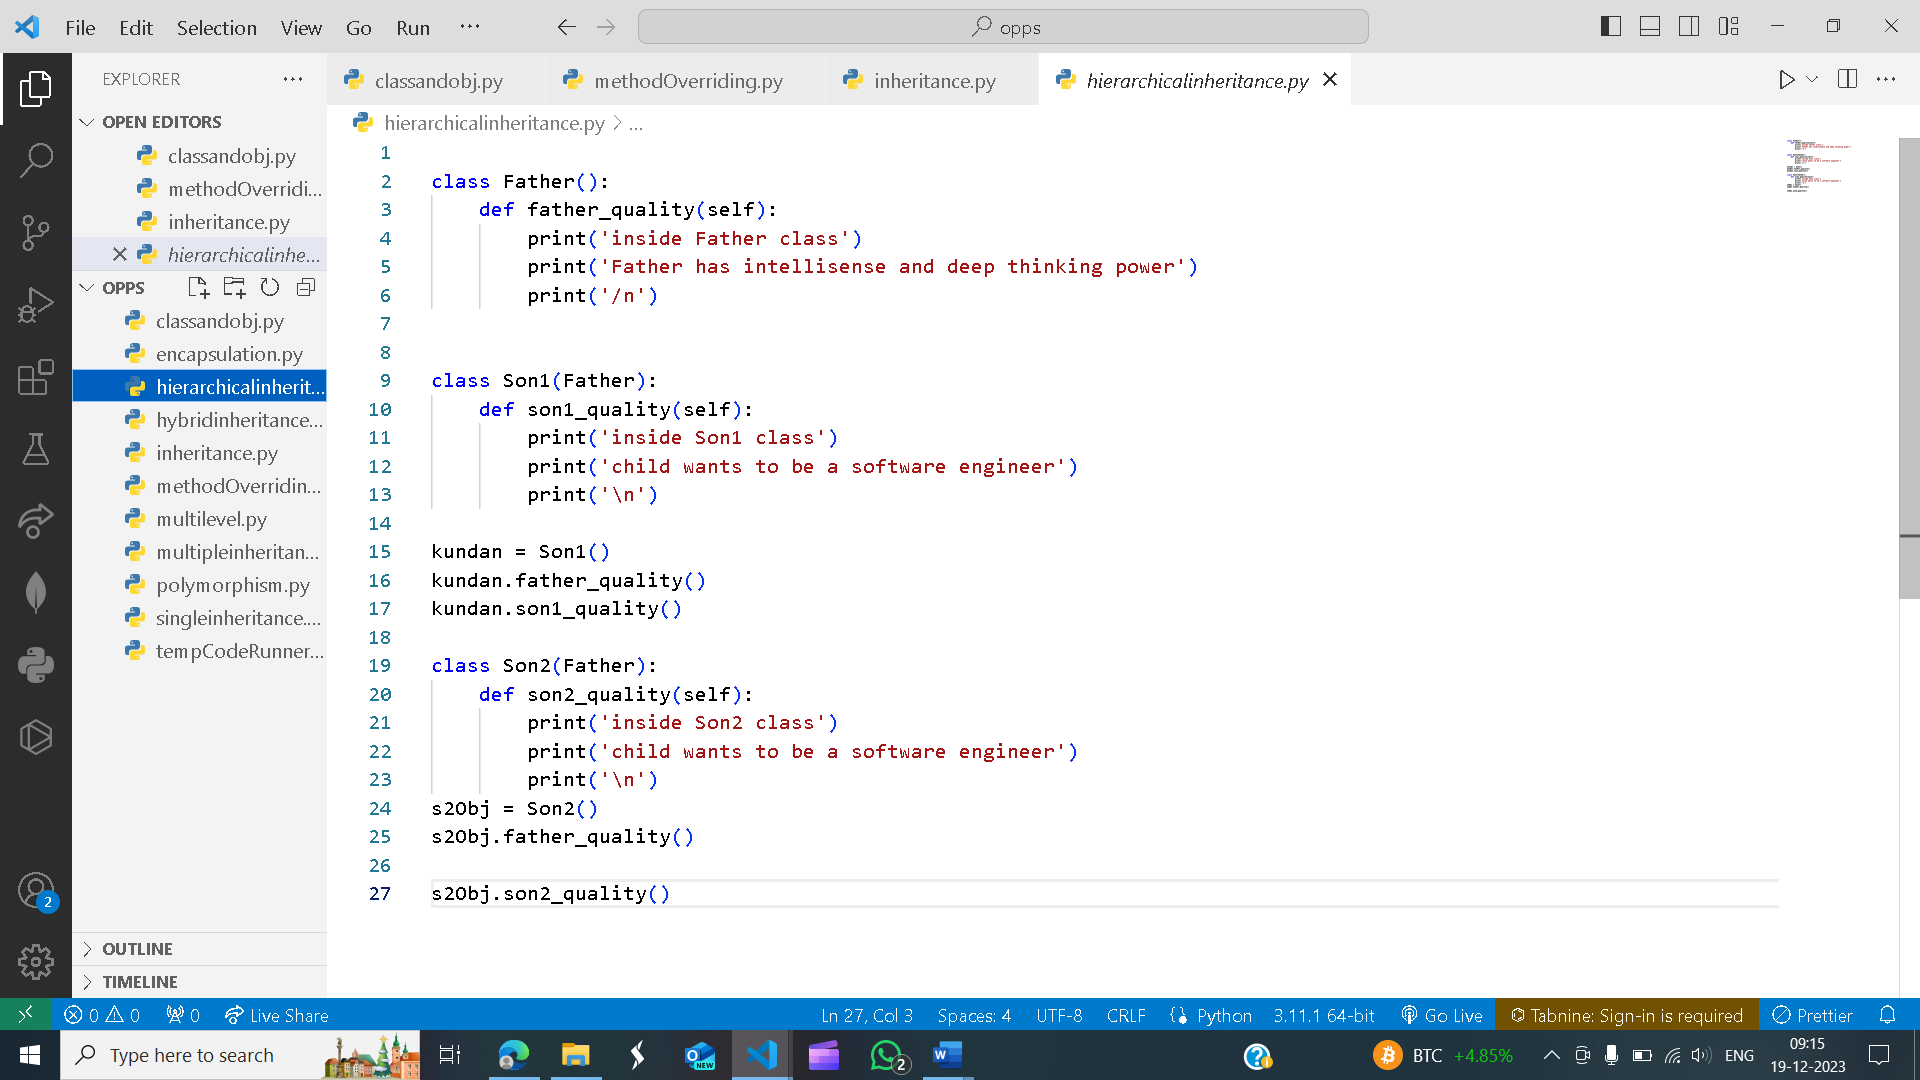 File Edit Selection View Go Run ··· opps
EXPLORER ···
OPEN EDITORS
classandobj.py
methodOverridi...
inheritance.py
hierarchicalinhe...
OPPS
classandobj.py
encapsulation.py
hierarchicalinherit...
hybridinheritance...
inheritance.py
methodOverridin...
multilevel.py
multipleinheritan...
polymorphism.py
singleinheritance....
tempCodeRunner...
OUTLINE
TIMELINE
2
classandobj.py methodOverriding.py inheritance.py hierarchicalinheritance.py
hierarchicalinheritance.py > ...
1
2 class Father():
3     def father_quality(self):
4         print('inside Father class')
5         print('Father has intellisense and deep thinking power')
6         print('/n')
7
8
9 class Son1(Father):
10     def son1_quality(self):
11         print('inside Son1 class')
12         print('child wants to be a software engineer')
13         print('\n')
14
15 kundan = Son1()
16 kundan.father_quality()
17 kundan.son1_quality()
18
19 class Son2(Father):
20     def son2_quality(self):
21         print('inside Son2 class')
22         print('child wants to be a software engineer')
23         print('\n')
24 s2Obj = Son2()
25 s2Obj.father_quality()
26
27 s2Obj.son2_quality()
0 0 0 Live Share Ln 27, Col 3 Spaces: 4 UTF-8 CRLF Python 3.11.1 64-bit Go Live Tabnine: Sign-in is required Prettier
Type here to search NEW 2 BTC +4.85% ENG 09:15
19-12-2023